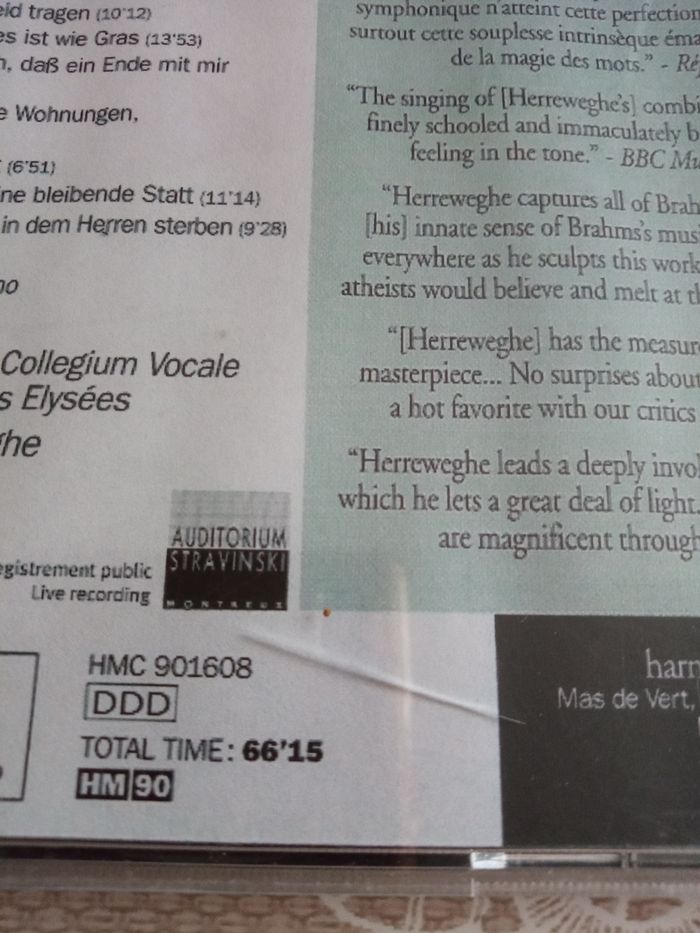 eid tragen (10'12)
es ist wie Gras (13'53)
n, daß ein Ende mit mir
e Wohnungen,
(6'51)
ne bleibende Statt (11'14)
in dem Herren sterben (9'28)
no
Collegium Vocale
s Elysées
he
egistrement public
Live recording
AUDITORIUM
STRAVINSKI
MONTREUX
HMC 901608
DDD
TOTAL TIME: 66'15
HM 90
symphonique n'atteint cette perfection
surtout cette souplesse intrinsèque éma
de la magie des mots." - Ré
"The singing of [Herreweghe's] combi
finely schooled and immaculately b
feeling in the tone." - BBC Mu
"Herreweghe captures all of Brah
[his] innate sense of Brahms's musi
everywhere as he sculpts this work
atheists would believe and melt at th
"[Herreweghe] has the measure
masterpiece... No surprises about
a hot favorite with our critics
"Herreweghe leads a deeply invol
which he lets a great deal of light.
are magnificent through
harm
Mas de Vert,